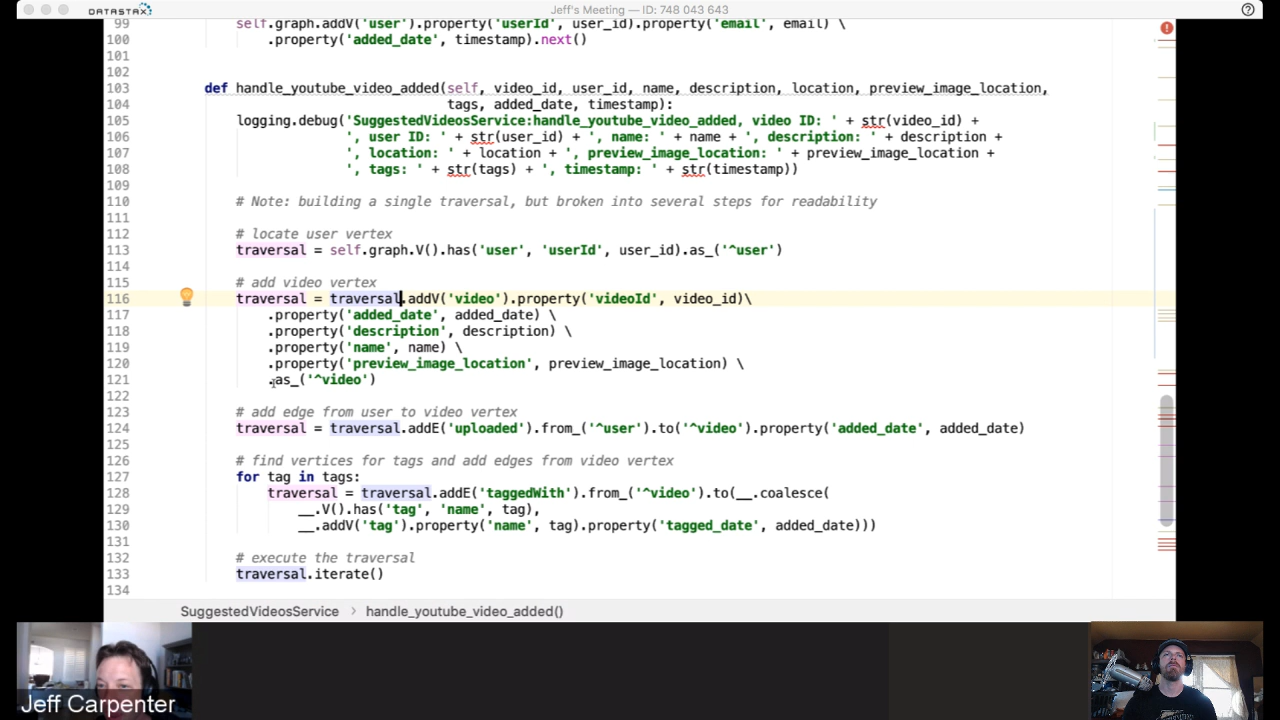 DATASTAX
Jeff's Meeting — ID: 748 043 643
99 self.graph.addV('user').property('userId', user_id).property('email', email) \
100 .property('added_date', timestamp).next()
101
102
103 def handle_youtube_video_added(self, video_id, user_id, name, description, location, preview_image_location,
104 tags, added_date, timestamp):
105 logging.debug('SuggestedVideosService:handle_youtube_video_added, video ID: ' + str(video_id) +
106 ', user ID: ' + str(user_id) + ', name: ' + name + ', description: ' + description +
107 ', location: ' + location + ', preview_image_location: ' + preview_image_location +
108 ', tags: ' + str(tags) + ', timestamp: ' + str(timestamp))
109
110 # Note: building a single traversal, but broken into several steps for readability
111
112 # locate user vertex
113 traversal = self.graph.V().has('user', 'userId', user_id).as_('^user')
114
115 # add video vertex
116 traversal = traversal.addV('video').property('videoId', video_id)\
117 .property('added_date', added_date) \
118 .property('description', description) \
119 .property('name', name) \
120 .property('preview_image_location', preview_image_location) \
121 .as_('^video')
122
123 # add edge from user to video vertex
124 traversal = traversal.addE('uploaded').from_('^user').to('^video').property('added_date', added_date)
125
126 # find vertices for tags and add edges from video vertex
127 for tag in tags:
128 traversal = traversal.addE('taggedWith').from_('^video').to(__.coalesce(
129 __.V().has('tag', 'name', tag),
130 __.addV('tag').property('name', tag).property('tagged_date', added_date)))
131
132 # execute the traversal
133 traversal.iterate()
134
SuggestedVideosService > handle_youtube_video_added()
Jeff Carpenter